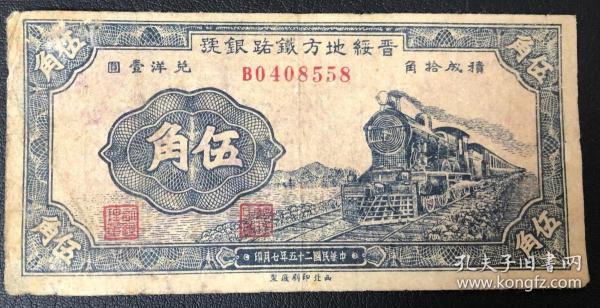 晋綏地方鐵路銀號
積成拾角
兌洋壹圓
B0408558
伍角
伍角
伍角
伍角
伍角
中華民國二十五年七月印
西北印刷廠製
孔夫子旧书网
www.kongfz.com